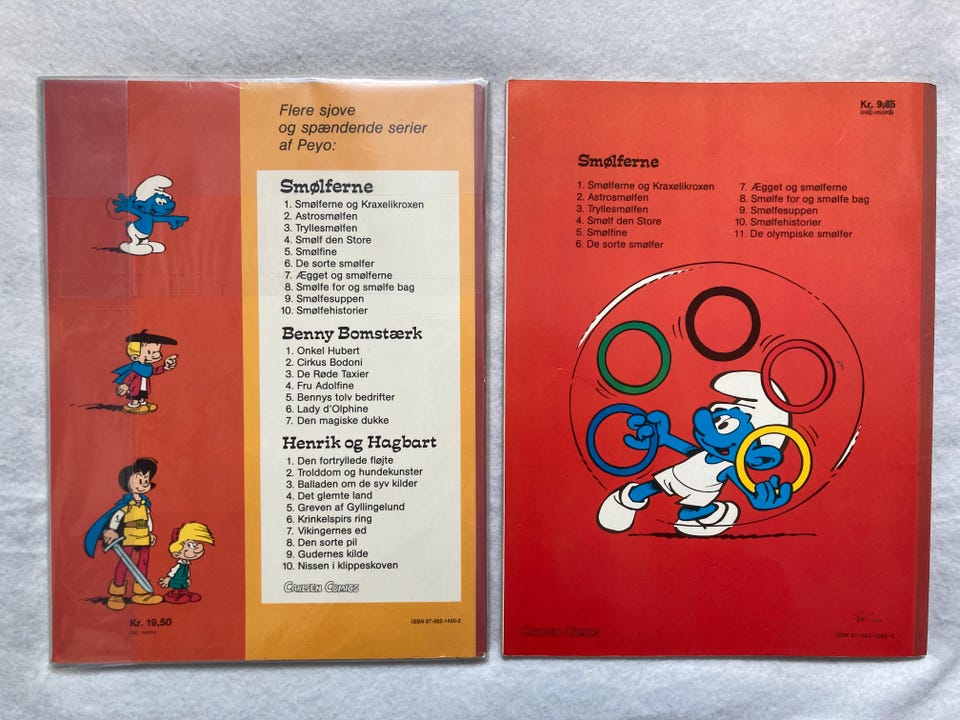 Flere sjove
og spændende serier
af Peyo:
Smølferne
1. Smølferne og Kraxelikroxen
2. Astrosmølfen
3. Tryllesmølfen
4. Smølf den Store
5. Smølfine
6. De sorte smølfer
7. Ægget og smølferne
8. Smølfe for og smølfe bag
9. Smølfesuppen
10. Smølfehistorier
Benny Bomstærk
1. Onkel Hubert
2. Cirkus Bodoni
3. De Røde Taxier
4. Fru Adolfine
5. Bennys tolv bedrifter
6. Lady d'Olphine
7. Den magiske dukke
Henrik og Hagbart
1. Den fortryllede fløjte
2. Trolddom og hundekunster
3. Balladen om de syv kilder
4. Det glemte land
5. Greven af Gyllingelund
6. Krinkelspirs ring
7. Vikingernes ed
8. Den sorte pil
9. Gudernes kilde
10. Nissen i klippeskoven
CARLSEN COMICS
Kr. 19,50
inkl. moms
ISBN
Kr. 9,85
inkl. moms
Smølferne
1. Smølferne og Kraxelikroxen
2. Astrosmølfen
3. Tryllesmølfen
4. Smølf den Store
5. Smølfine
6. De sorte smølfer
7. Ægget og smølferne
8. Smølfe for og smølfe bag
9. Smølfesuppen
10. Smølfehistorier
11. De olympiske smølfer
CARLSEN COMICS
ISBN